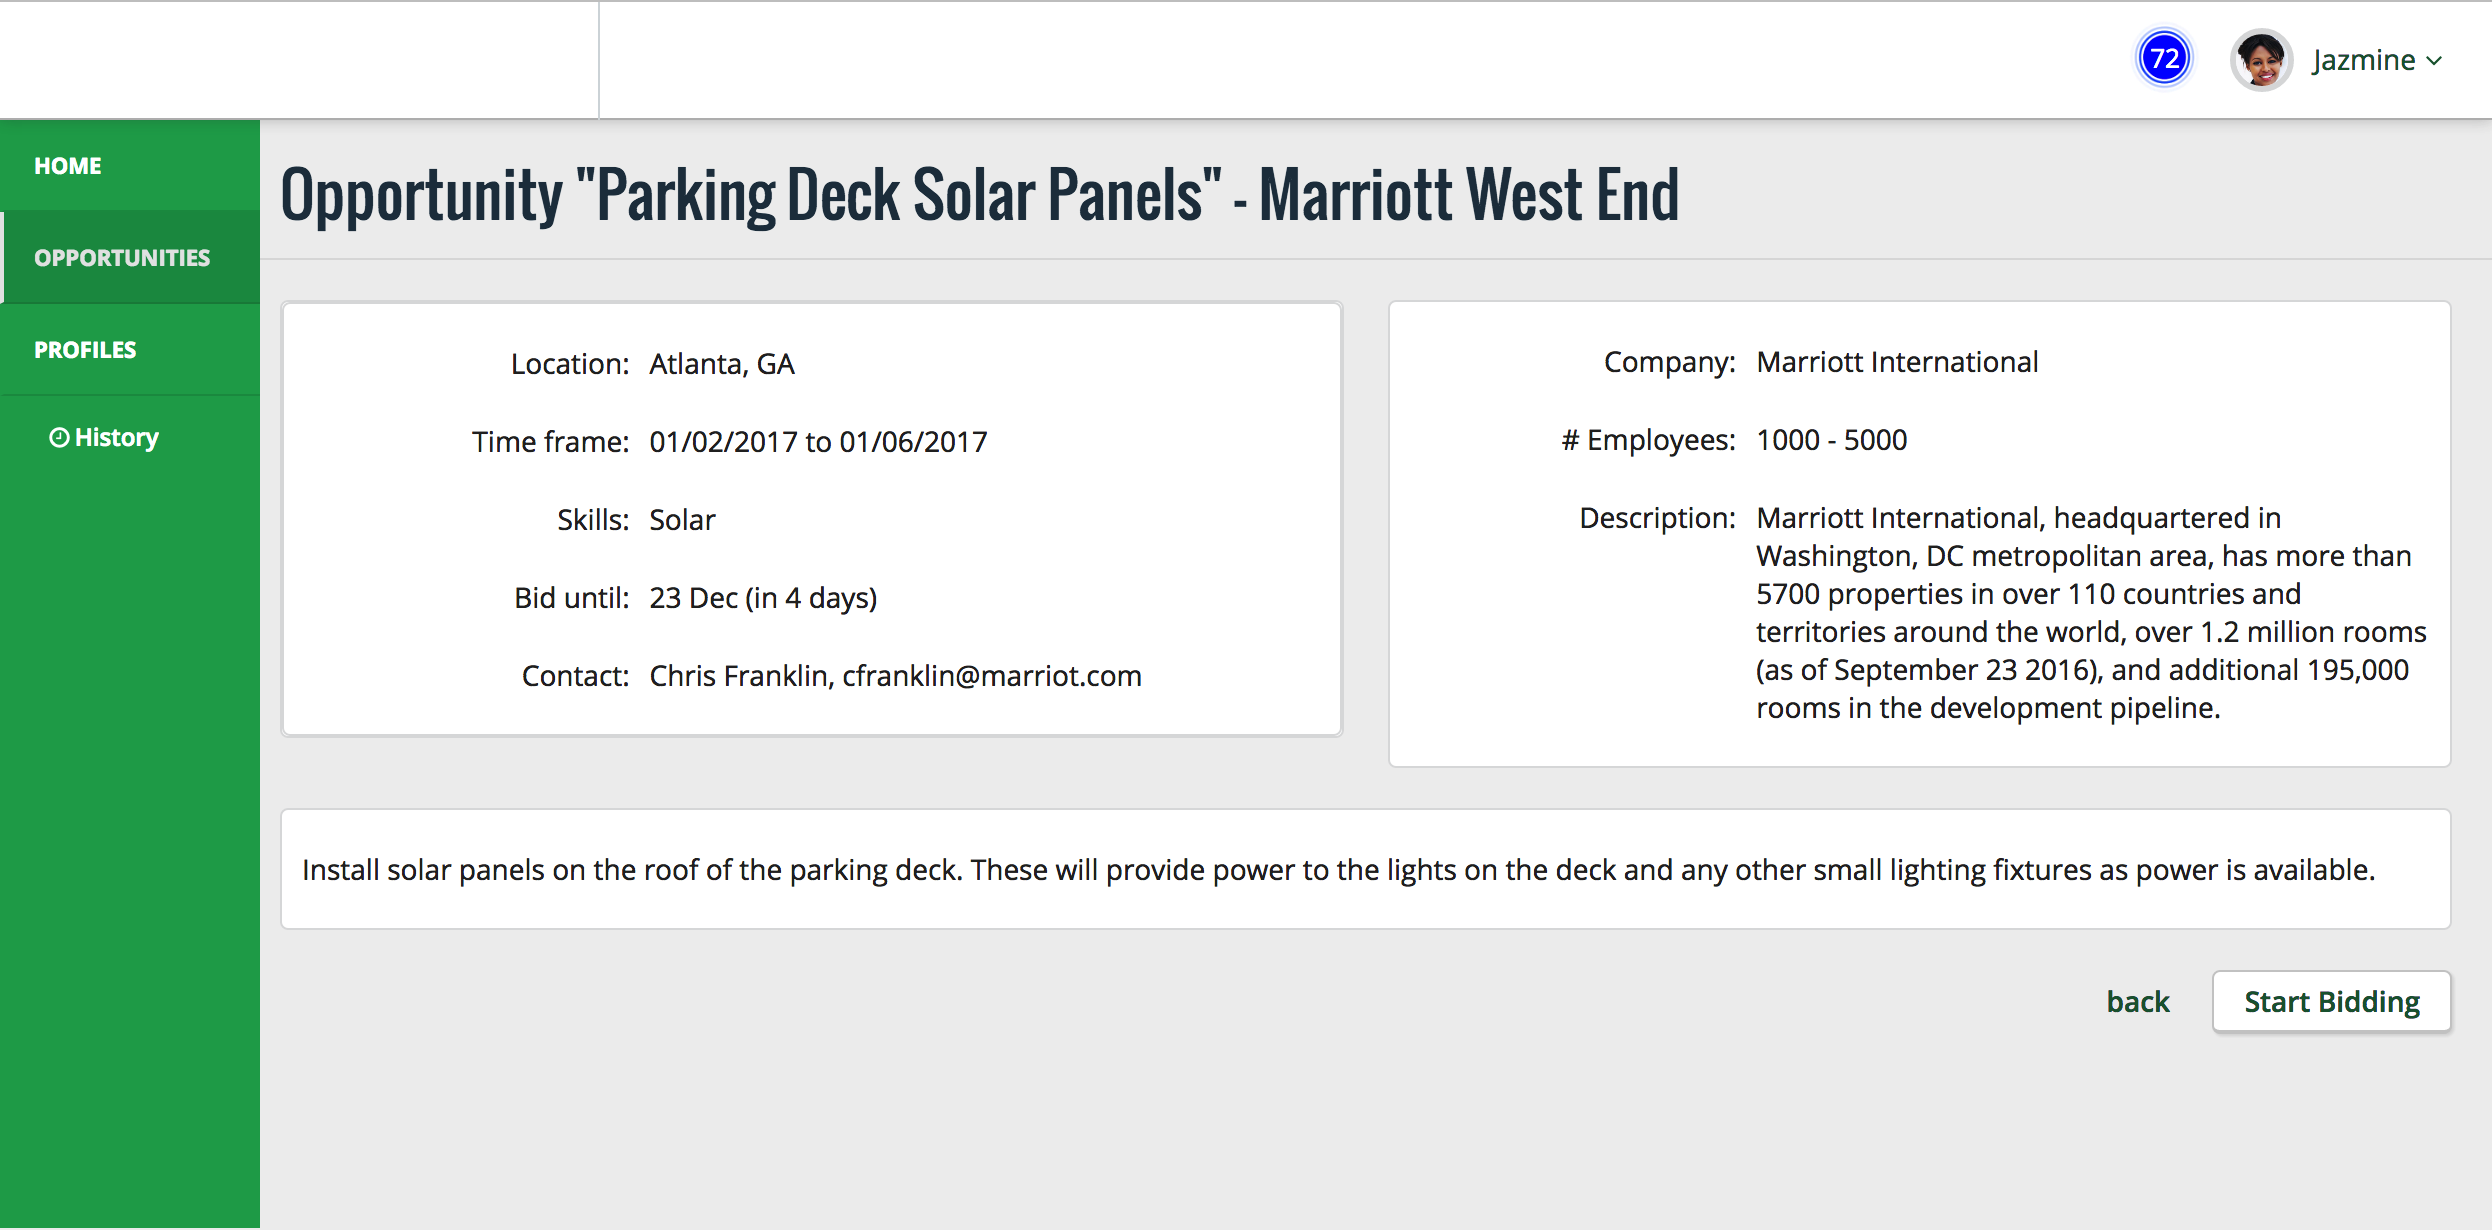 72
Jazmine
HOME
OPPORTUNITIES
PROFILES
History
Opportunity "Parking Deck Solar Panels" - Marriott West End
Location: Atlanta, GA
Time frame: 01/02/2017 to 01/06/2017
Skills: Solar
Bid until: 23 Dec (in 4 days)
Contact: Chris Franklin, cfranklin@marriot.com
Company: Marriott International
# Employees: 1000 - 5000
Description: Marriott International, headquartered in
Washington, DC metropolitan area, has more than
5700 properties in over 110 countries and
territories around the world, over 1.2 million rooms
(as of September 23 2016), and additional 195,000
rooms in the development pipeline.
Install solar panels on the roof of the parking deck. These will provide power to the lights on the deck and any other small lighting fixtures as power is available.
back
Start Bidding